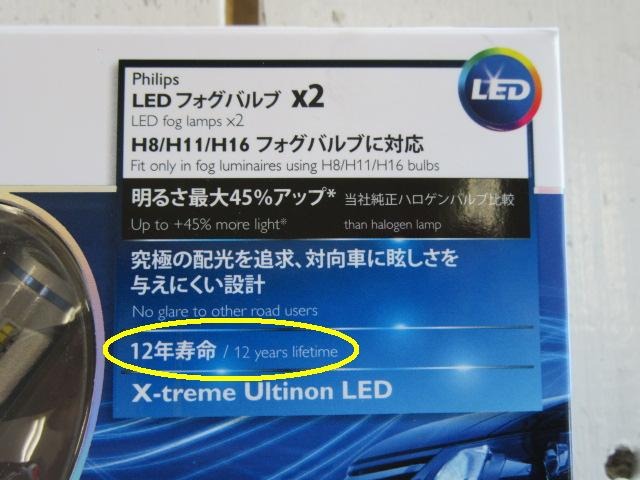 Philips
LED フォグバルブ x2
LED fog lamps x2
H8/H11/H16 フォグバルブに対応
Fit only in fog luminaires using H8/H11/H16 bulbs
明るさ最大45%アップ* 当社純正ハロゲンバルブ比較
Up to +45% more light* than halogen lamp
究極の配光を追求、対向車に眩しさを
与えにくい設計
No glare to other road users
12年寿命 / 12 years lifetime
X-treme Ultinon LED
LED